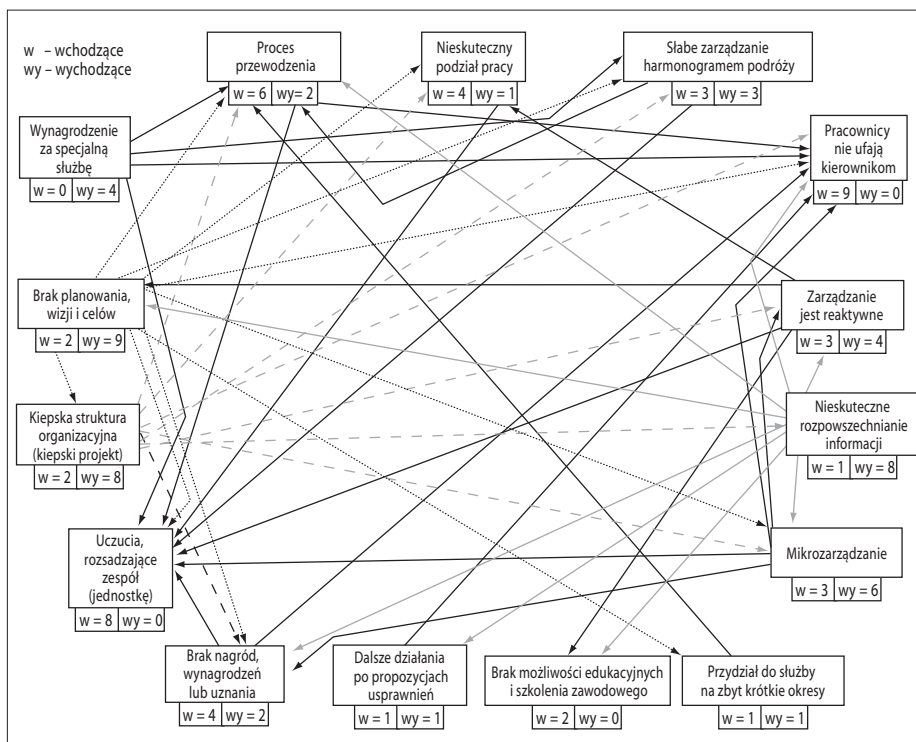 w – wchodzące
wy – wychodzące
Proces
przewodzenia
w = 6 wy= 2
Nieskuteczny
podział pracy
w = 4 wy = 1
Słabe zarządzanie
harmonogramem podróży
w = 3 wy = 3
Wynagrodzenie
za specjalną
służbę
w = 0 wy = 4
Pracownicy
nie ufają
kierownikom
w = 9 wy = 0
Brak planowania,
wizji i celów
w = 2 wy = 9
Zarządzanie
jest reaktywne
w = 3 wy = 4
Kiepska struktura
organizacyjna
(kiepski projekt)
w = 2 wy = 8
Nieskuteczne
rozpowszechnianie
informacji
w = 1 wy = 8
Uczucia,
rozsadzające
zespół
(jednostkę)
w = 8 wy = 0
Mikrozarządzanie
w = 3 wy = 6
Brak nagród,
wynagrodzeń
lub uznania
w = 4 wy = 2
Dalsze działania
po propozycjach
usprawnień
w = 1 wy = 1
Brak możliwości edukacyjnych
i szkolenia zawodowego
w = 2 wy = 0
Przydział do służby
na zbyt krótkie okresy
w = 1 wy = 1